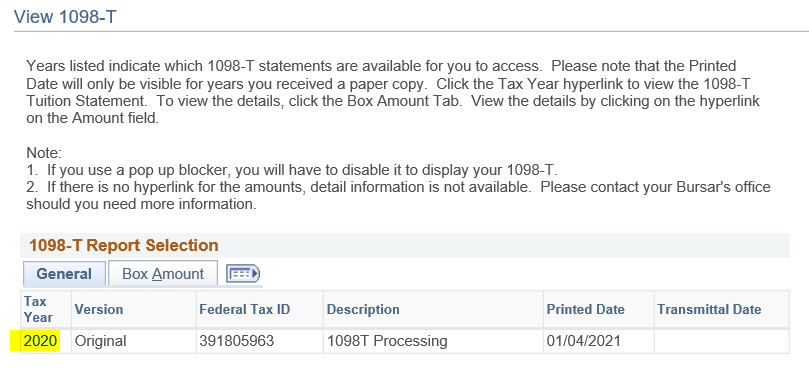 View 1098-T
Years listed indicate which 1098-T statements are available for you to access.  Please note that the Printed
Date will only be visible for years you received a paper copy.  Click the Tax Year hyperlink to view the 1098-T
Tuition Statement.  To view the details, click the Box Amount Tab.  View the details by clicking on the hyperlink
on the Amount field.
Note:
1.  If you use a pop up blocker, you will have to disable it to display your 1098-T.
2.  If there is no hyperlink for the amounts, detail information is not available.  Please contact your Bursar's office
should you need more information.
1098-T Report Selection
General Box Amount
Tax Year Version Federal Tax ID Description Printed Date Transmittal Date
2020 Original 391805963 1098T Processing 01/04/2021